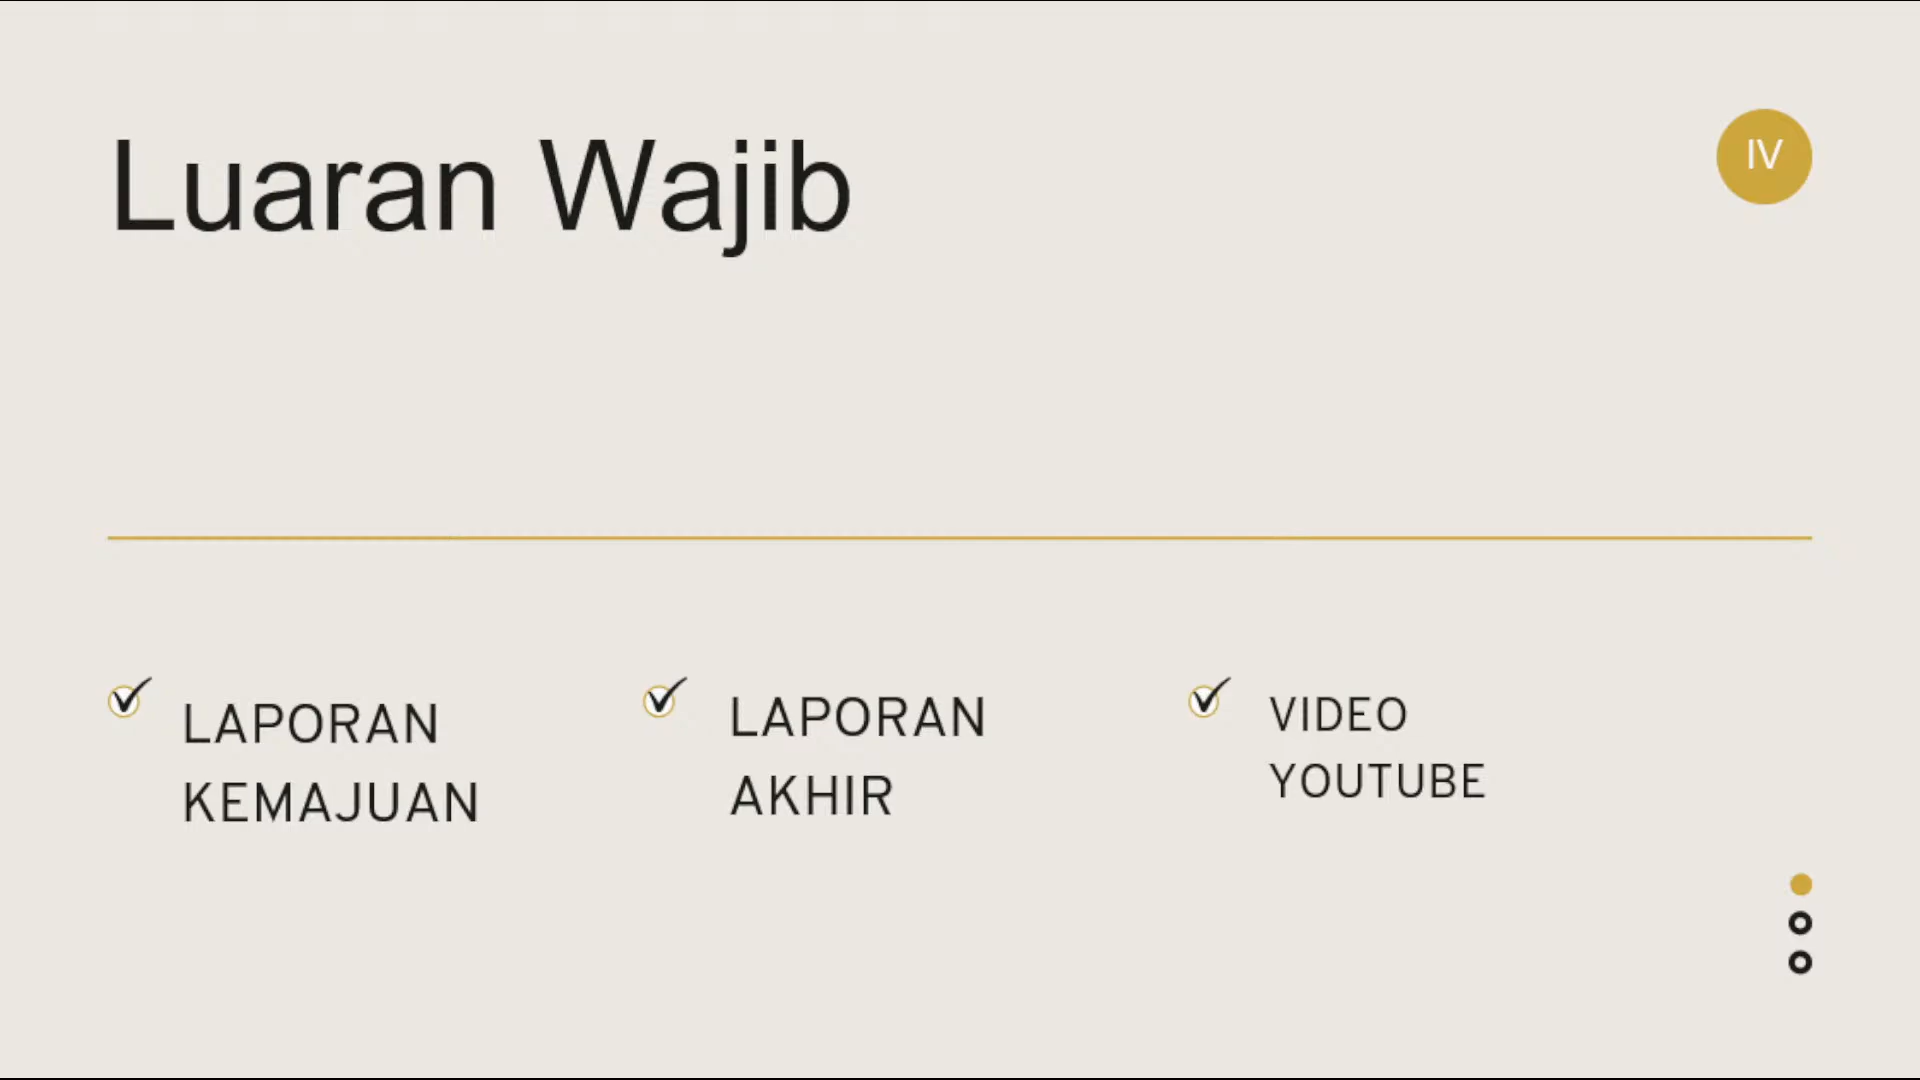 Luaran Wajib
IV
LAPORAN
KEMAJUAN
LAPORAN
AKHIR
VIDEO
YOUTUBE